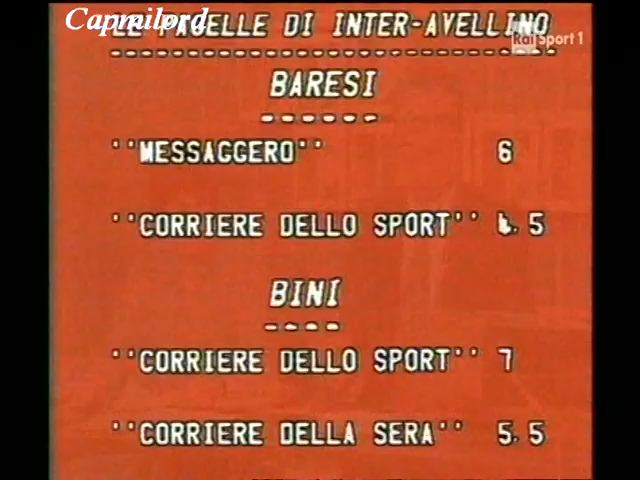 Capmilord
LE PAGELLE DI INTER-AVELLINO
Rai Sport 1
BARESI
''MESSAGGERO'' 6
''CORRIERE DELLO SPORT'' .5
BINI
''CORRIERE DELLO SPORT'' 7
''CORRIERE DELLA SERA'' 5.5